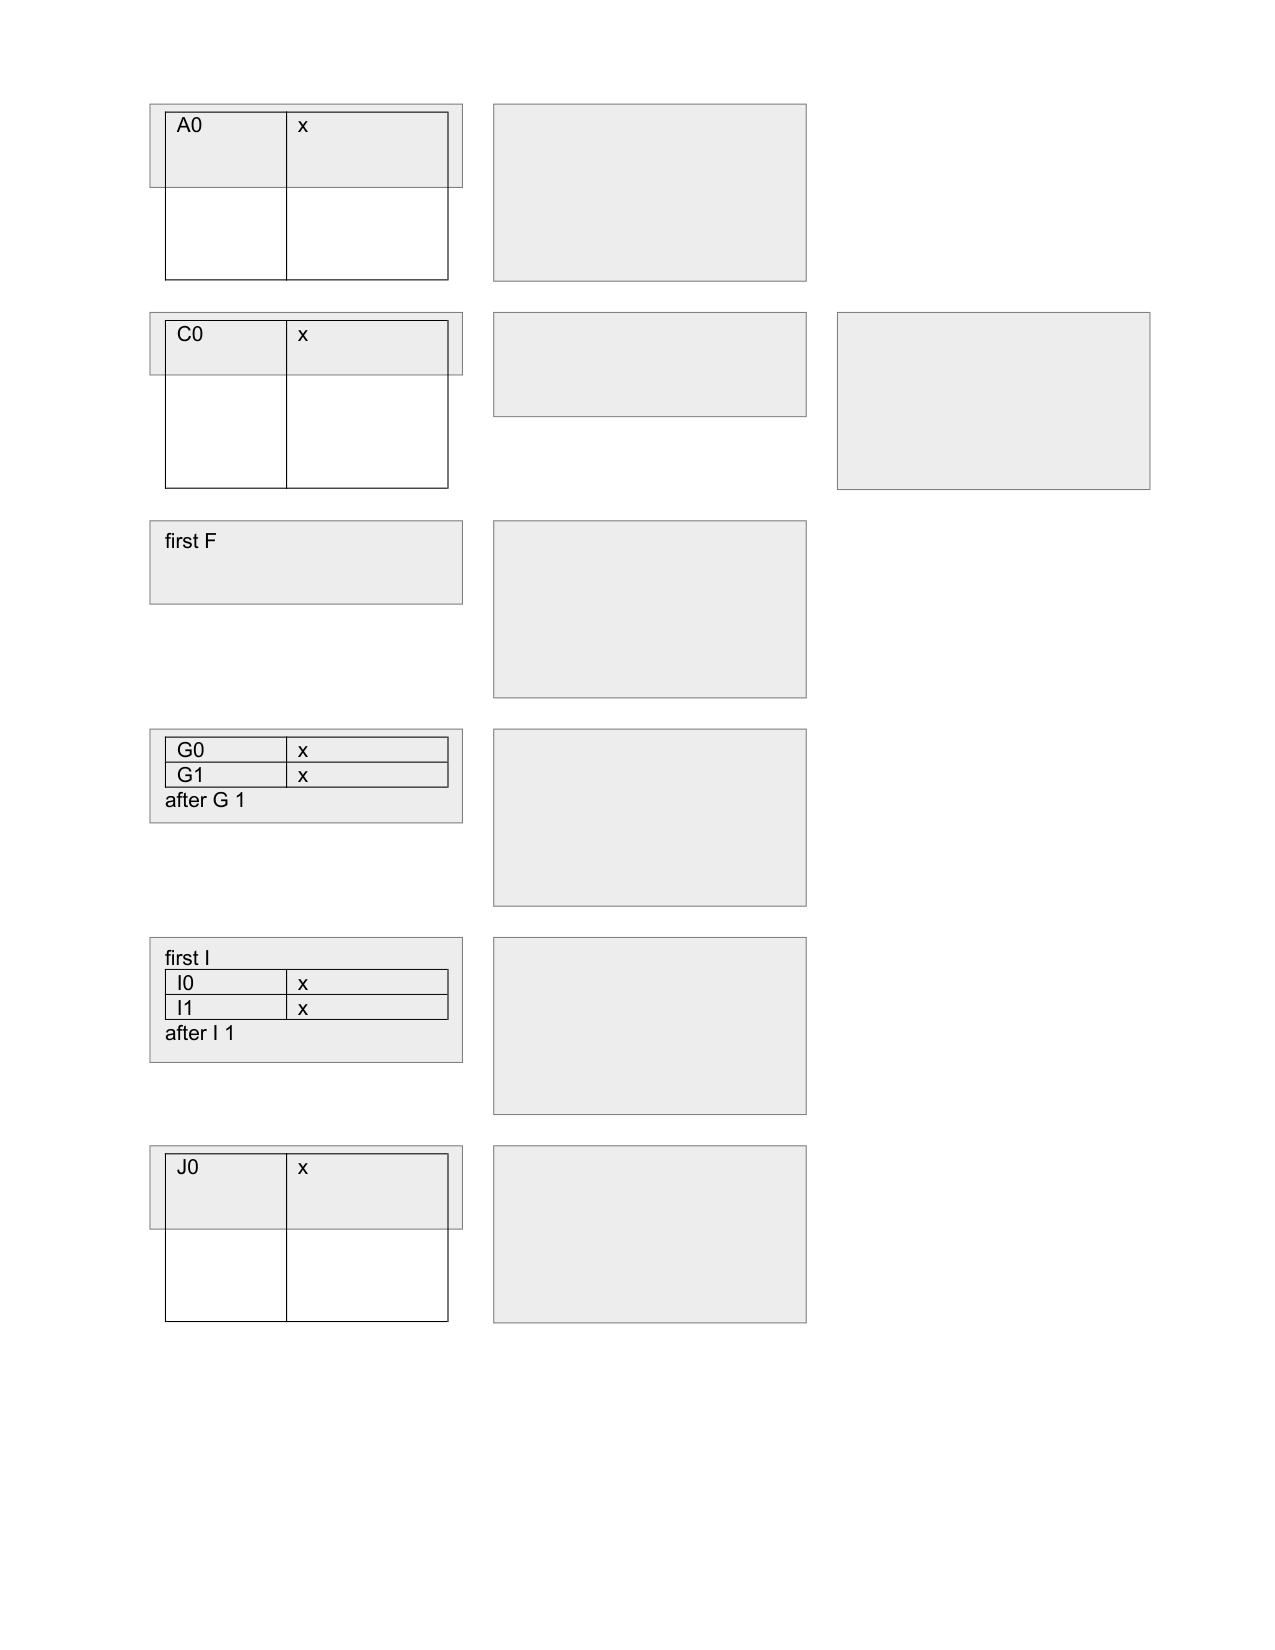 A0 x
C0 x
first F
G0 x
G1 x
after G 1
first I
I0 x
I1 x
after I 1
J0 x